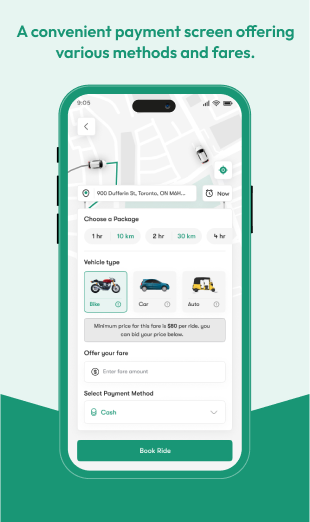 A convenient payment screen offering
various methods and fares.
9:05
900 Dufferin St, Toronto, ON M6H...
Now
Choose a Package
1 hr 10 km 2 hr 30 km 4 hr
Vehicle type
Bike Car Auto
Minimum price for this fare is $80 per ride. you
can bid your price below.
Offer your fare
Enter fare amount
Select Payment Method
Cash
Book Ride